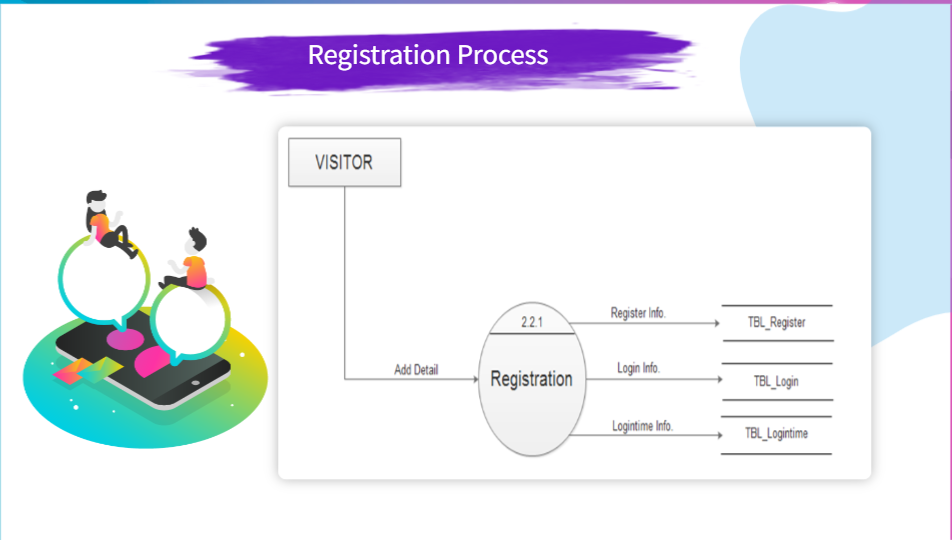 Registration Process
VISITOR
Add Detail
2.2.1
Registration
Register Info.
TBL_Register
Login Info.
TBL_Login
Logintime Info.
TBL_Logintime